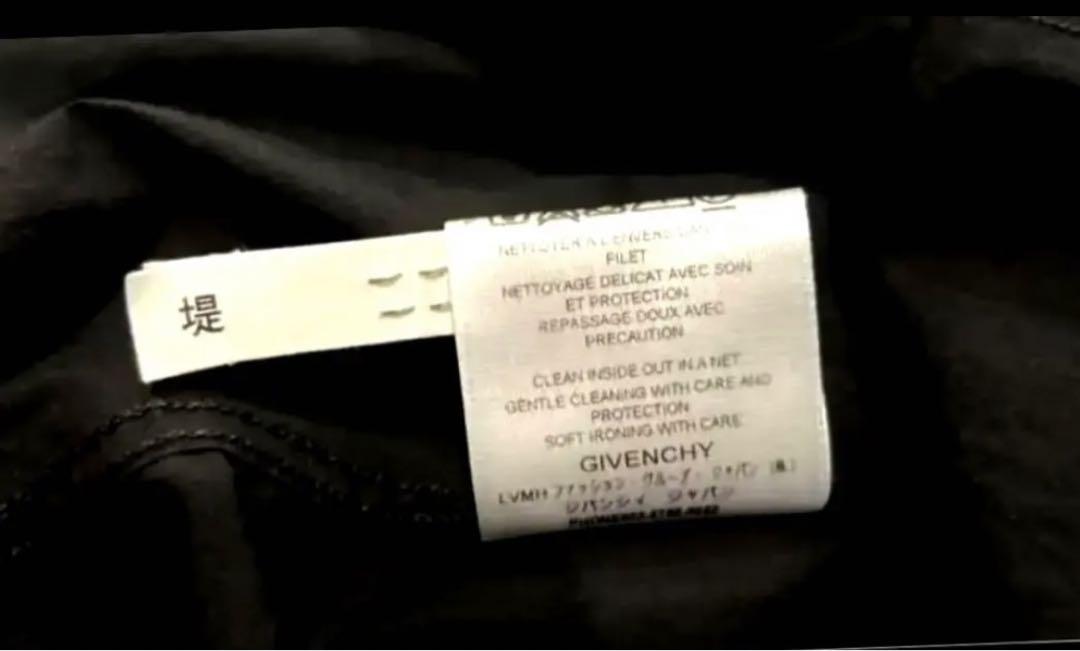 堤
NETTOYER A L'ENVERS DAN
FILET
NETTOYAGE DELICAT AVEC SOIN
ET PROTECTION
REPASSAGE DOUX AVEC
PRECAUTION
CLEAN INSIDE OUT IN A NET
GENTLE CLEANING WITH CARE AND
PROTECTION
SOFT IRONING WITH CARE
GIVENCHY
LVMH ファッション・グループ・ジャパン(株)
ジバンシィ ジャパン